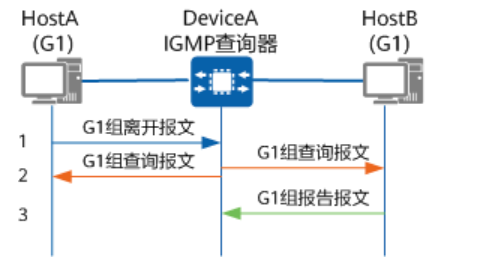 HostA DeviceA HostB
(G1) IGMP查询器 (G1)
1 G1组离开报文
G1组查询报文 G1组查询报文
2
3 G1组报告报文